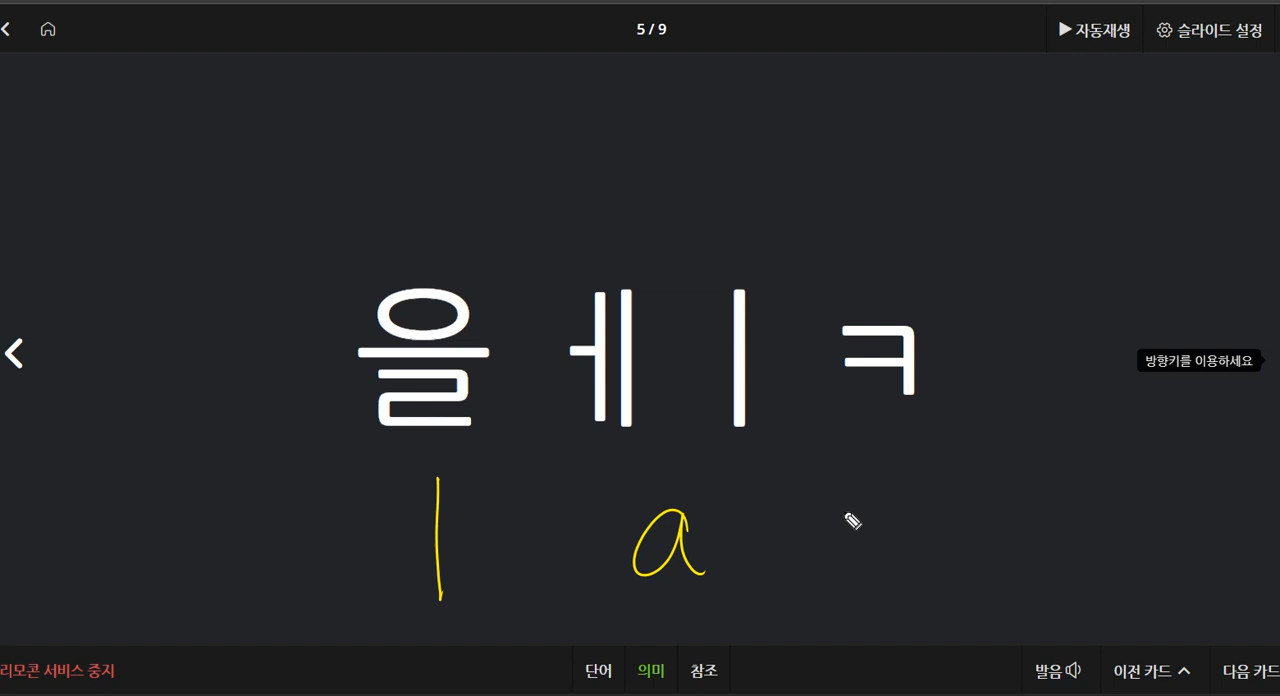 5 / 9
자동재생
슬라이드 설정
을 ㅔ ㅣ ㅋ
방향키를 이용하세요
l a
리모콘 서비스 중지
단어
의미
참조
발음
이전 카드
다음 카드